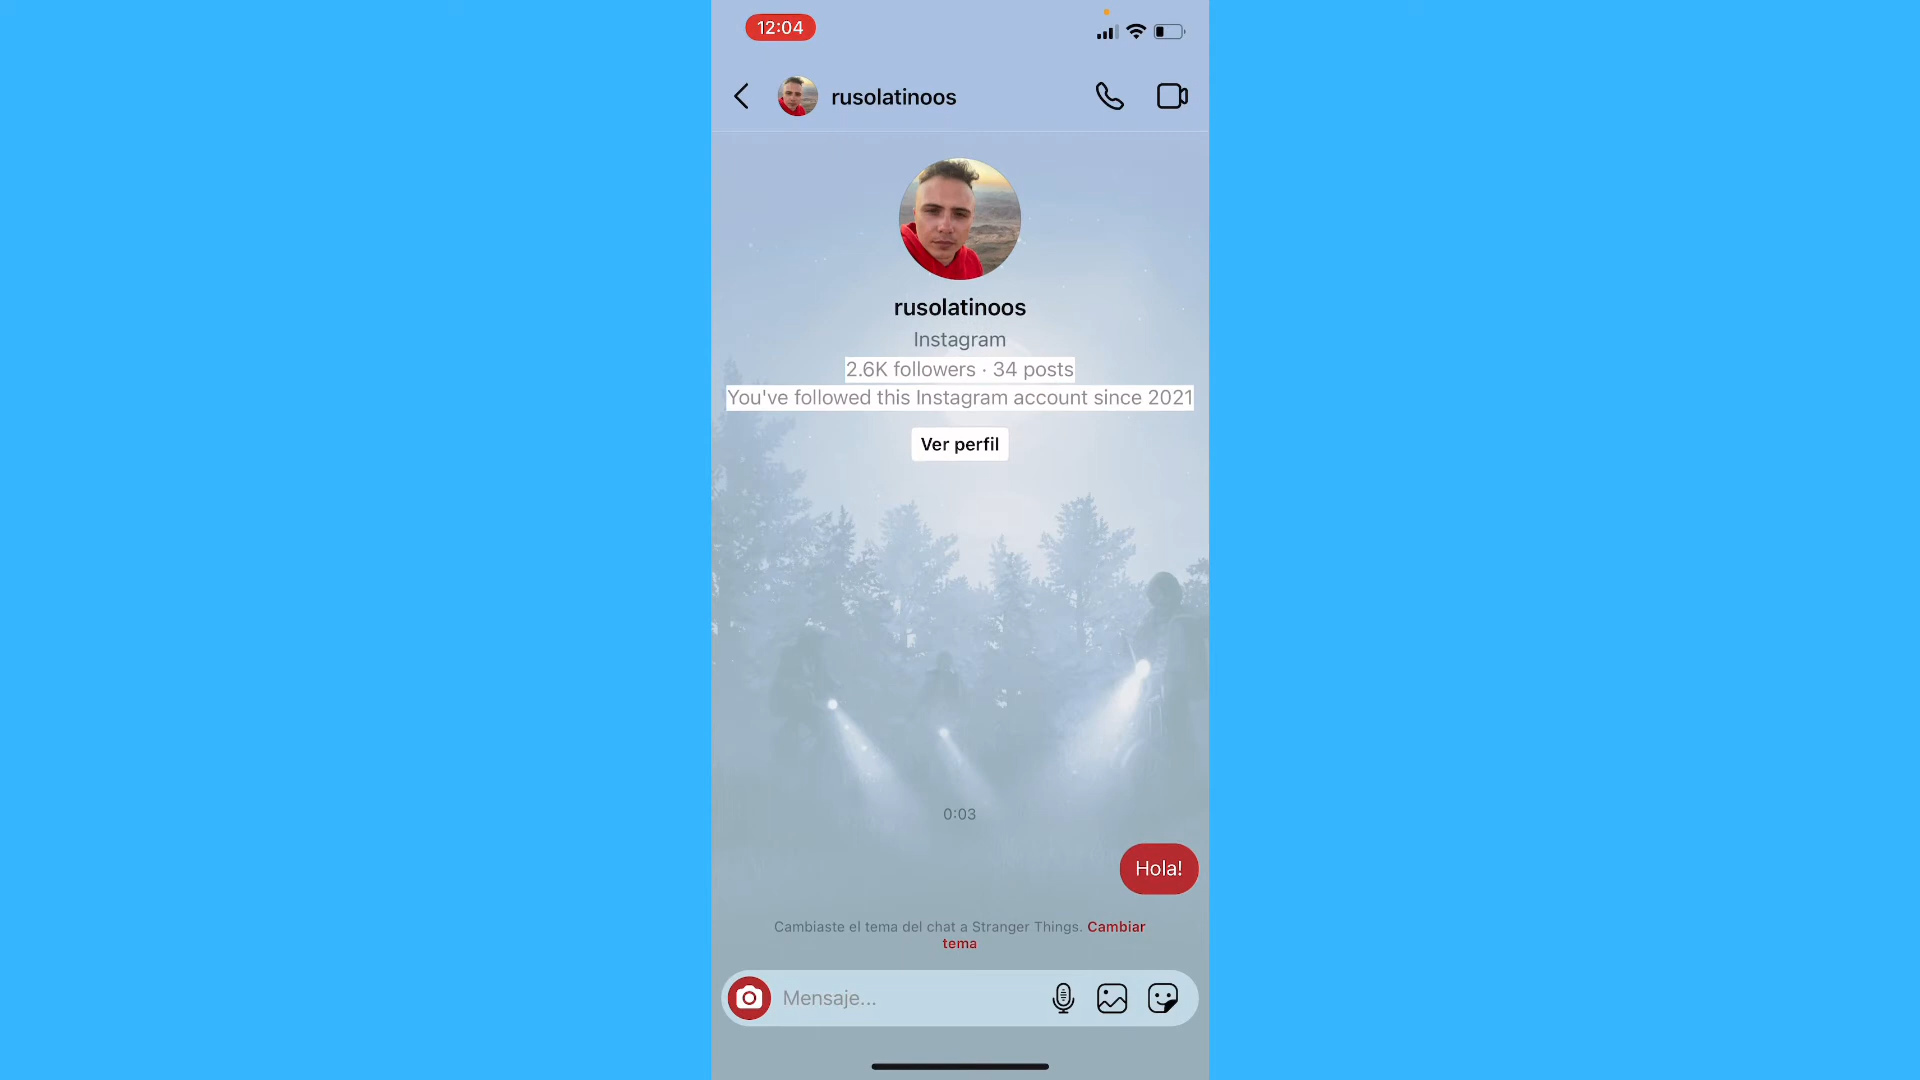 12:04
rusolatinoos
rusolatinoos
Instagram
2.6K followers · 34 posts
You've followed this Instagram account since 2021
Ver perfil
0:03
Hola!
Cambiaste el tema del chat a Stranger Things. Cambiar
tema
Mensaje...